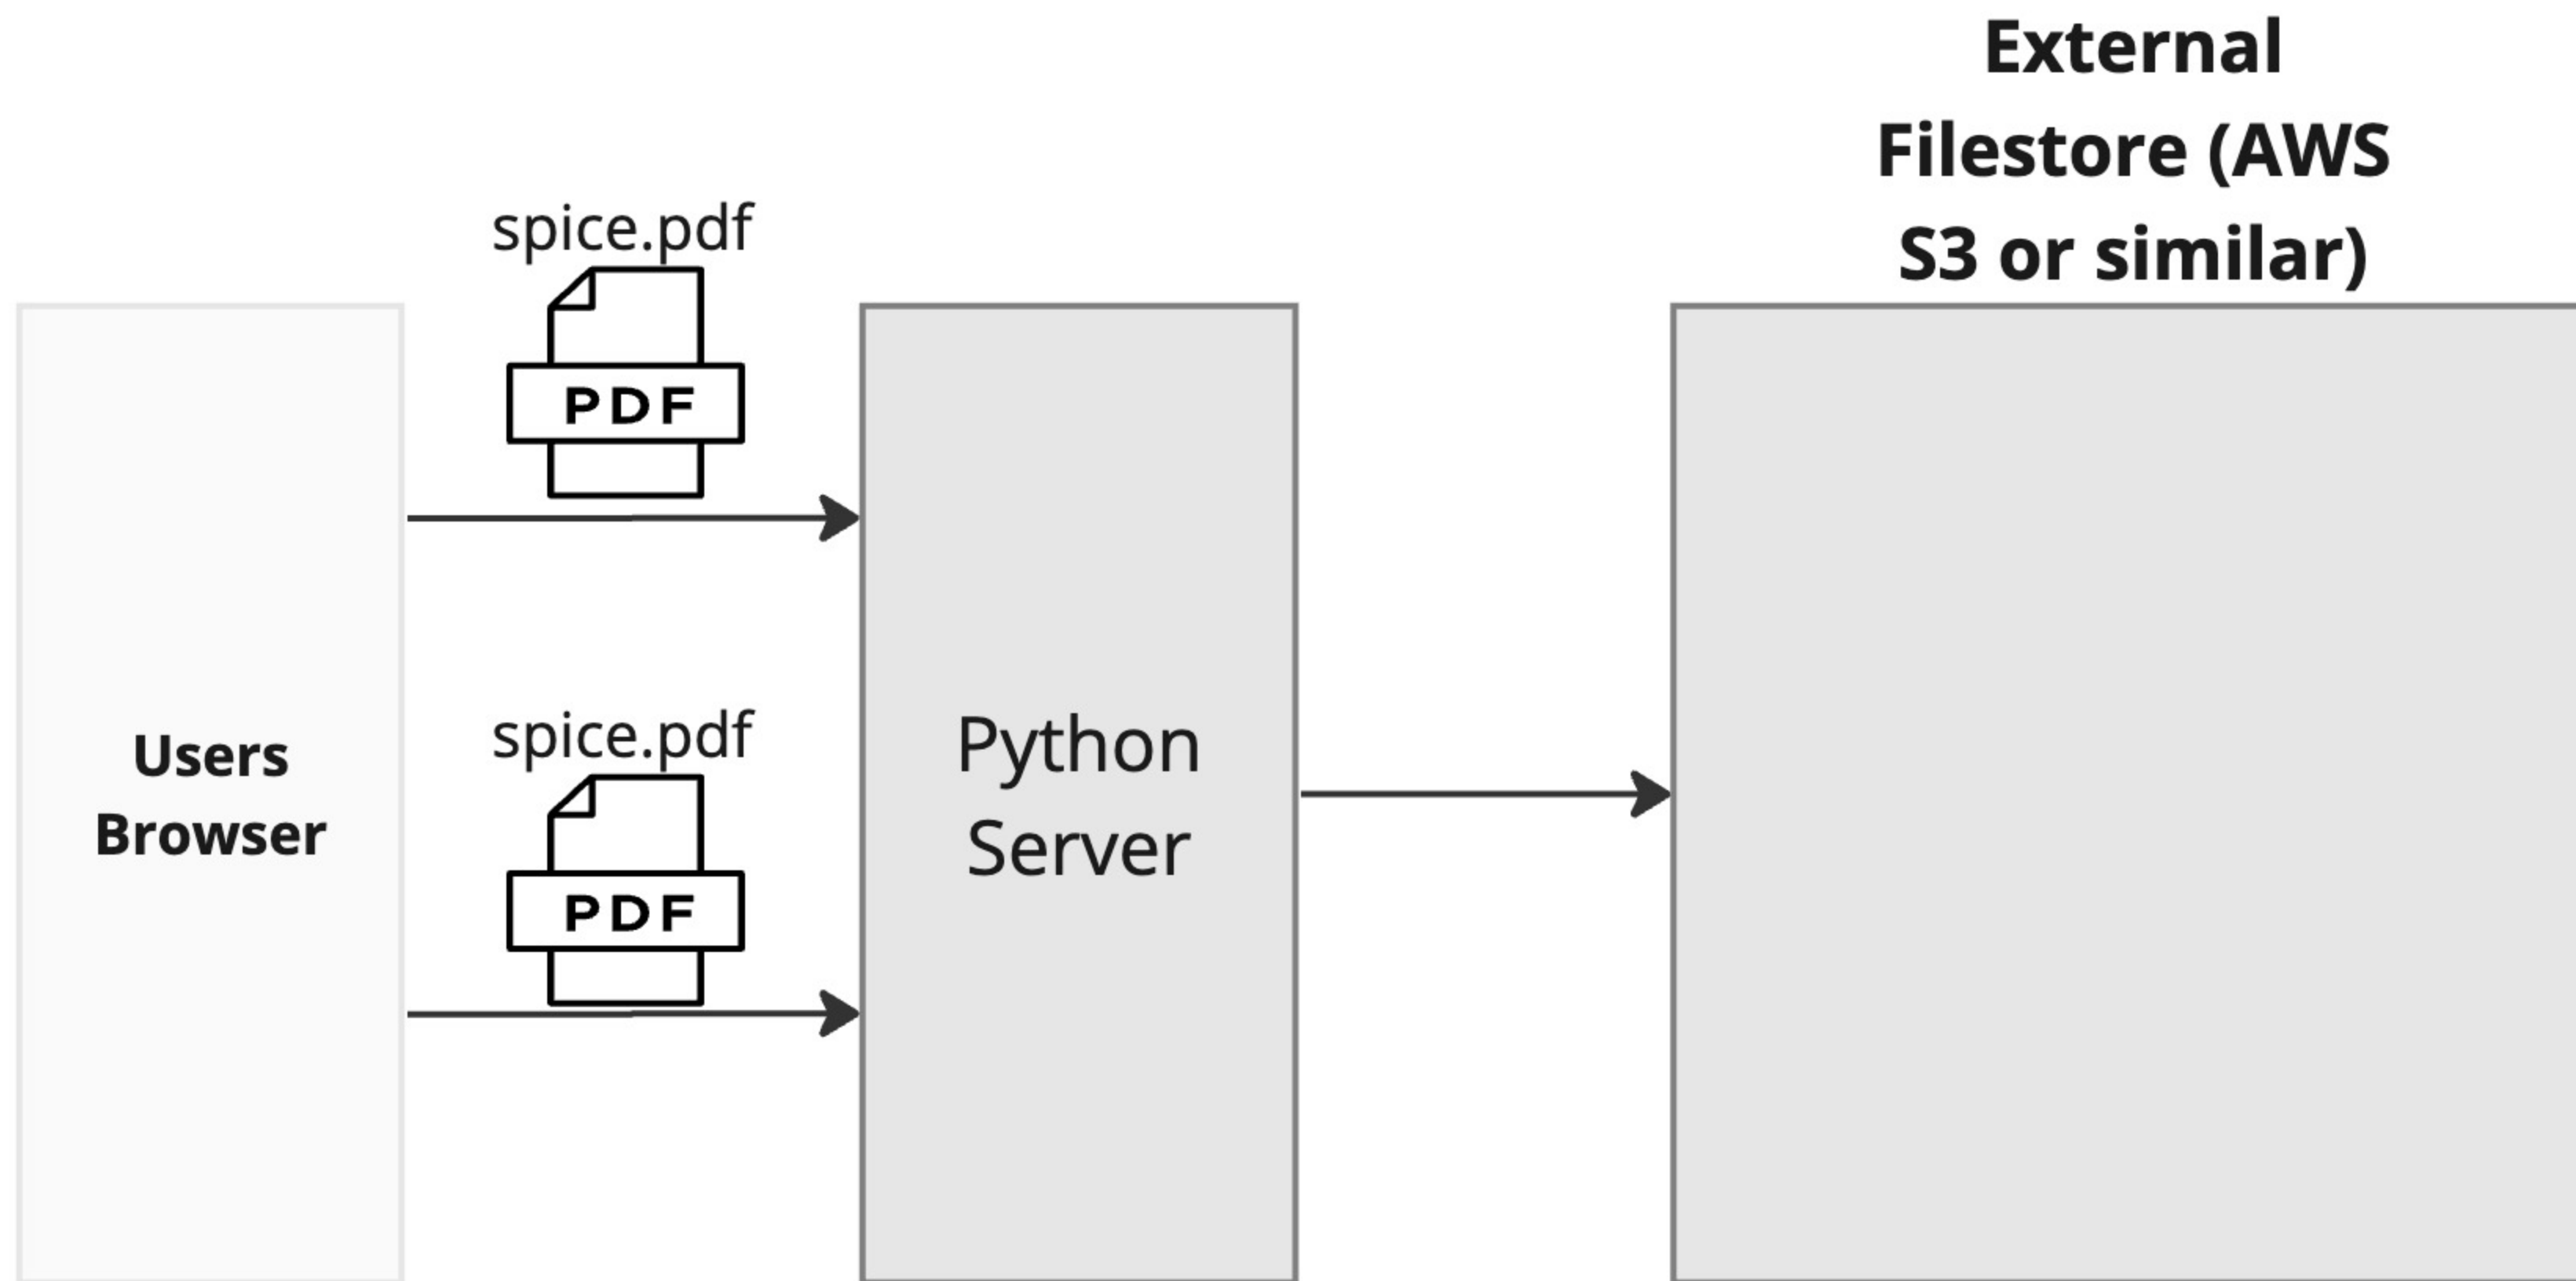 External
Filestore (AWS
S3 or similar)
spice.pdf
PDF
spice.pdf
PDF
Users
Browser
Python
Server